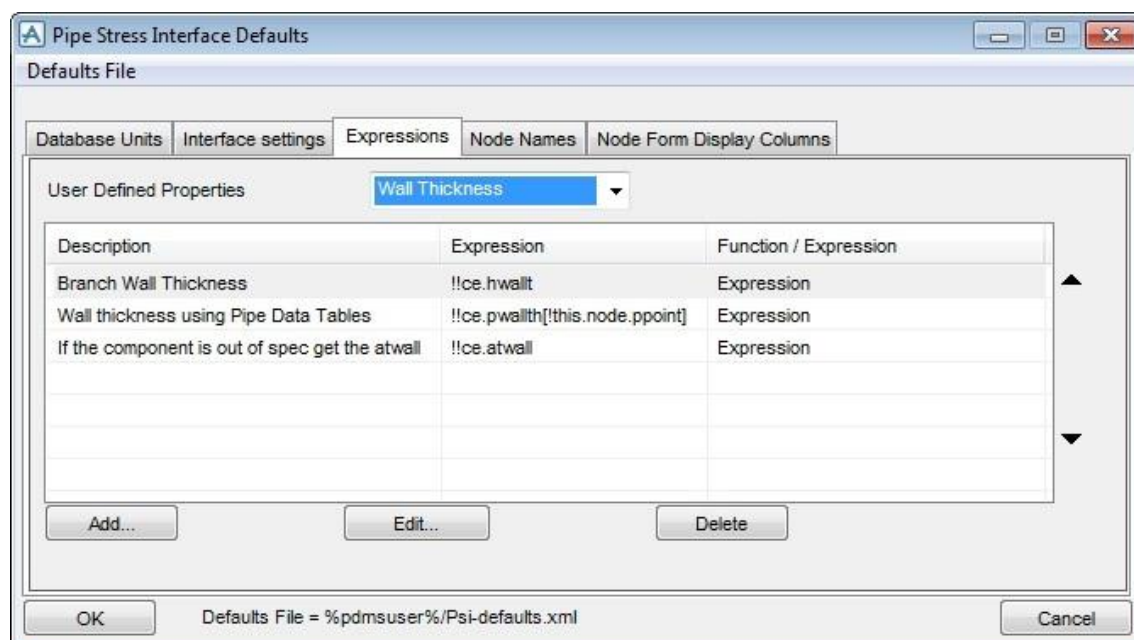 Pipe Stress Interface Defaults
Defaults File
Database Units Interface settings Expressions Node Names Node Form Display Columns
User Defined Properties Wall Thickness
Description Expression Function / Expression
Branch Wall Thickness !!ce.hwallt Expression
Wall thickness using Pipe Data Tables !!ce.pwallth[!this.node.ppoint] Expression
If the component is out of spec get the atwall !!ce.atwall Expression
Add... Edit... Delete
OK Defaults File = %pdmsuser%/Psi-defaults.xml Cancel